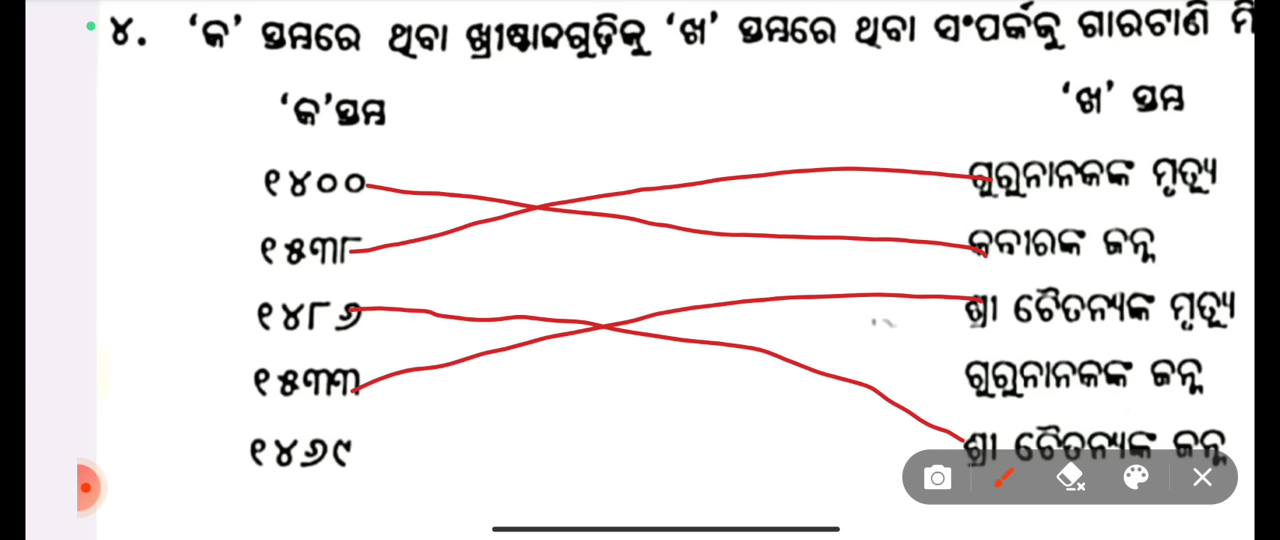 ୪. ‘କ’ ସ୍ତମ୍ଭରେ ଥିବା ଖ୍ରୀଷ୍ଟାବ୍ଦଗୁଡ଼ିକୁ ‘ଖ’ ସ୍ତମ୍ଭରେ ଥିବା ସଂପର୍କକୁ ଗାରଟାଣି ମି
‘କ’ସ୍ତମ୍ଭ ‘ଖ’ ସ୍ତମ୍ଭ
୧୪୦୦ ଗୁରୁନାନକଙ୍କ ମୃତ୍ୟୁ
୧୫୩୮ କବୀରଙ୍କ ଜନ୍ମ
୧୪୮୬ ଶ୍ରୀ ଚୈତନ୍ୟଙ୍କ ମୃତ୍ୟୁ
୧୫୩୩ ଗୁରୁନାନକଙ୍କ ଜନ୍ମ
୧୪୬୯ ଶ୍ରୀ ଚୈତନ୍ୟଙ୍କ ଜନ୍ମ